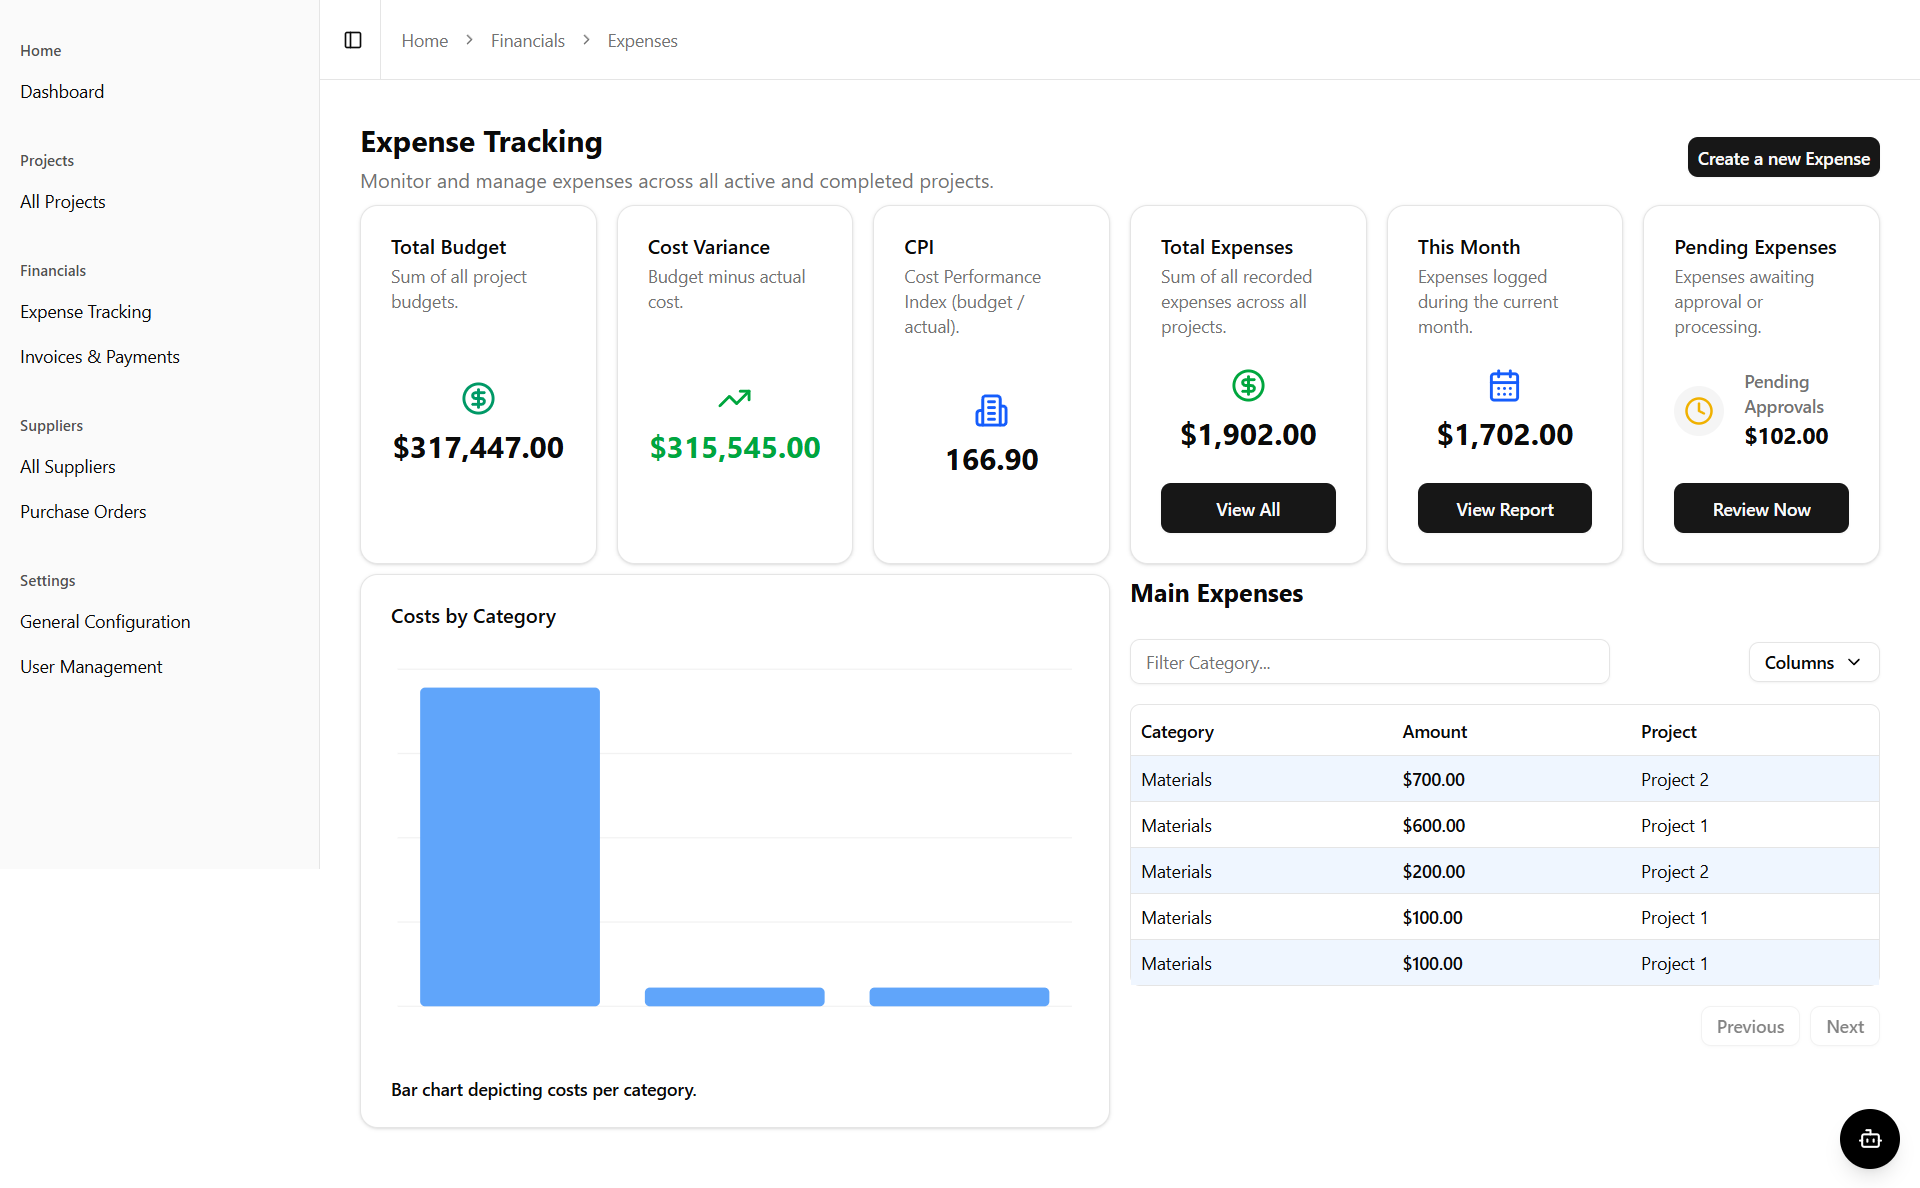 Home
Dashboard
Projects
All Projects
Financials
Expense Tracking
Invoices & Payments
Suppliers
All Suppliers
Purchase Orders
Settings
General Configuration
User Management
Home > Financials > Expenses
Expense Tracking
Monitor and manage expenses across all active and completed projects.
Create a new Expense
Total Budget
Sum of all project
budgets.
$317,447.00
Cost Variance
Budget minus actual
cost.
$315,545.00
CPI
Cost Performance
Index (budget /
actual).
166.90
Total Expenses
Sum of all recorded
expenses across all
projects.
$1,902.00
View All
This Month
Expenses logged
during the current
month.
$1,702.00
View Report
Pending Expenses
Expenses awaiting
approval or
processing.
Pending
Approvals
$102.00
Review Now
Costs by Category
Bar chart depicting costs per category.
Main Expenses
Filter Category...
Columns
Category Amount Project
Materials $700.00 Project 2
Materials $600.00 Project 1
Materials $200.00 Project 2
Materials $100.00 Project 1
Materials $100.00 Project 1
Previous Next